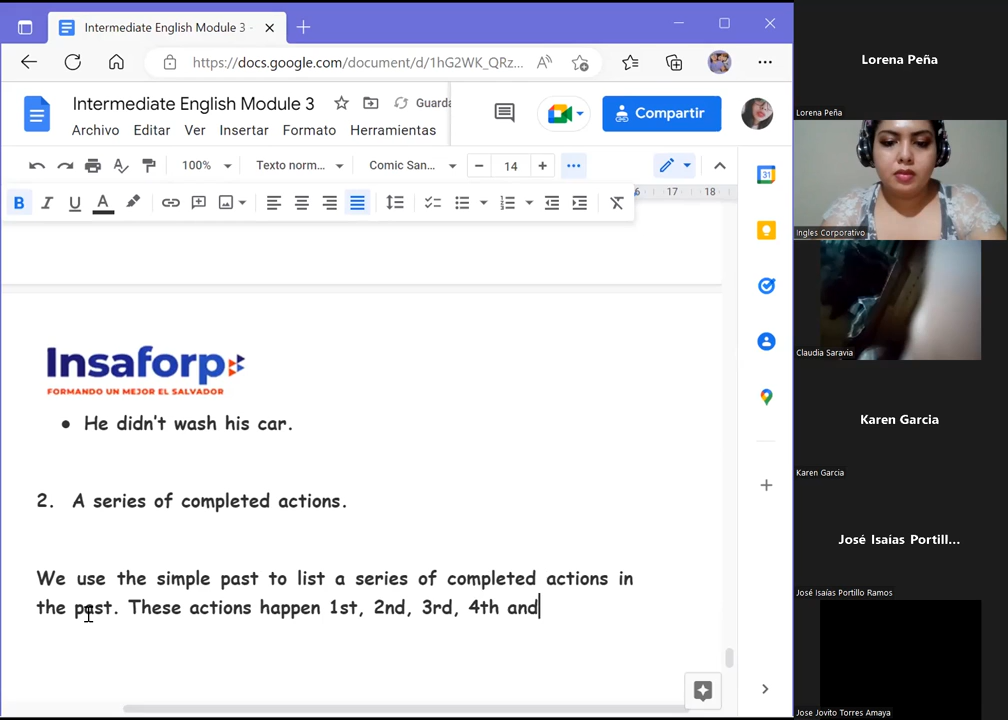 Intermediate English Module 3 -
https://docs.google.com/document/d/1hG2WK_QRz...
Intermediate English Module 3
Guarda
Compartir
Archivo Editar Ver Insertar Formato Herramientas
100% Texto norm... Comic San... 14
B I U A
6 17 18
31
Insaforp
FORMANDO UN MEJOR EL SALVADOR
● He didn't wash his car.
2. A series of completed actions.
We use the simple past to list a series of completed actions in
the past. These actions happen 1st, 2nd, 3rd, 4th and
Lorena Peña
Lorena Peña
Ingles Corporativo
Claudia Saravia
Karen Garcia
Karen Garcia
José Isaías Portill...
José Isaías Portillo Ramos
Jose Jovito Torres Amaya